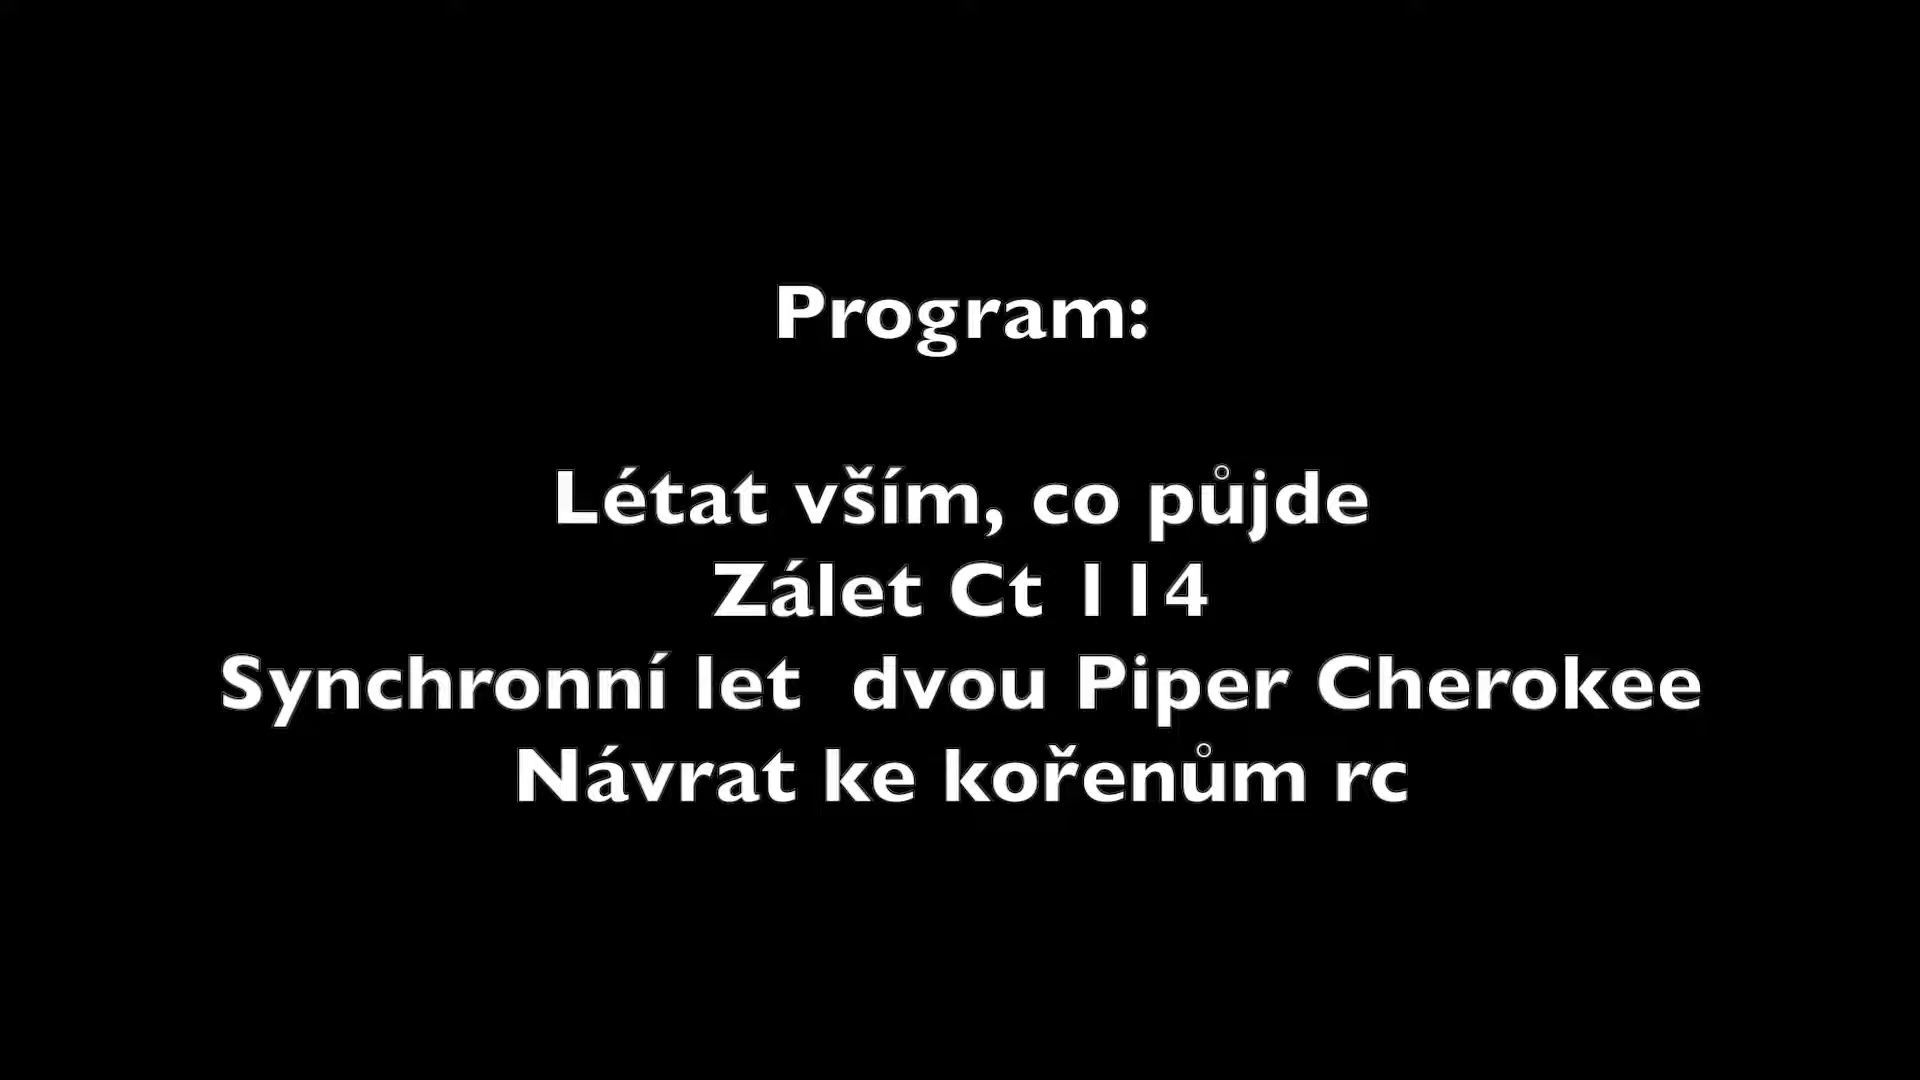 Program:
Létat vším, co půjde
Zálet Ct 114
Synchronní let  dvou Piper Cherokee
Návrat ke kořenům rc